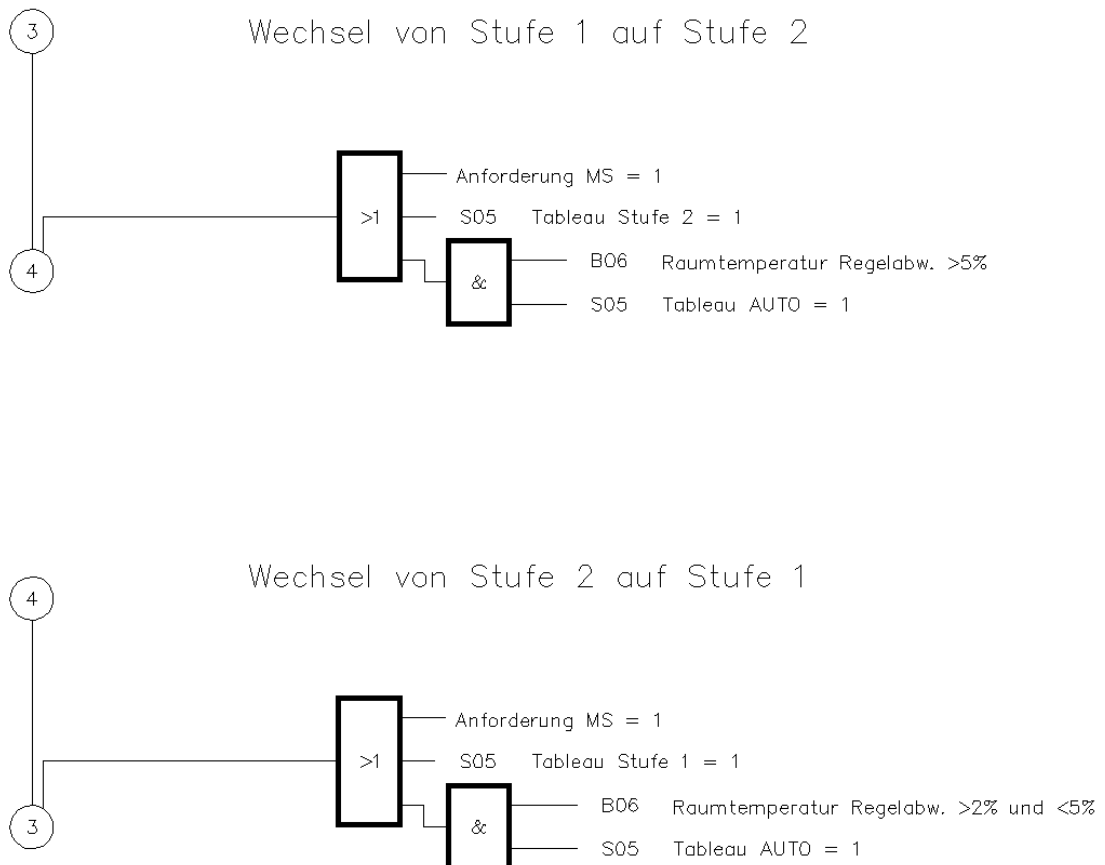 3
Wechsel von Stufe 1 auf Stufe 2
Anforderung MS = 1
>1 S05 Tableau Stufe 2 = 1
B06 Raumtemperatur Regelabw. >5%
4
&
S05 Tableau AUTO = 1
Wechsel von Stufe 2 auf Stufe 1
4
Anforderung MS = 1
>1 S05 Tableau Stufe 1 = 1
B06 Raumtemperatur Regelabw. >2% und <5%
3
&
S05 Tableau AUTO = 1